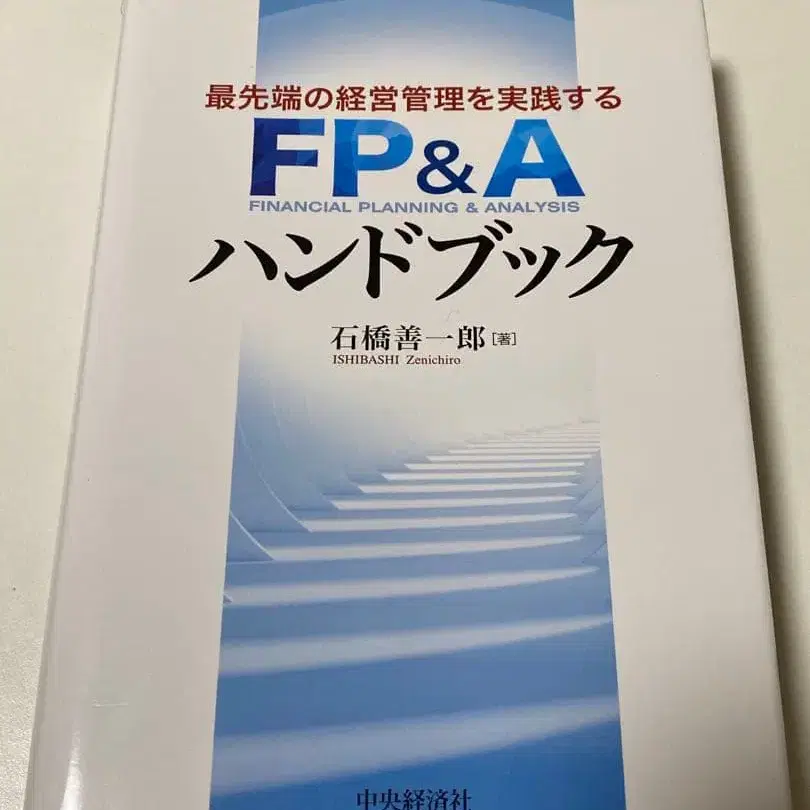 最先端の経営管理を実践する
FP&A
FINANCIAL PLANNING & ANALYSIS
ハンドブック
石橋善一郎[著]
ISHIBASHI Zenichiro
中央経済社